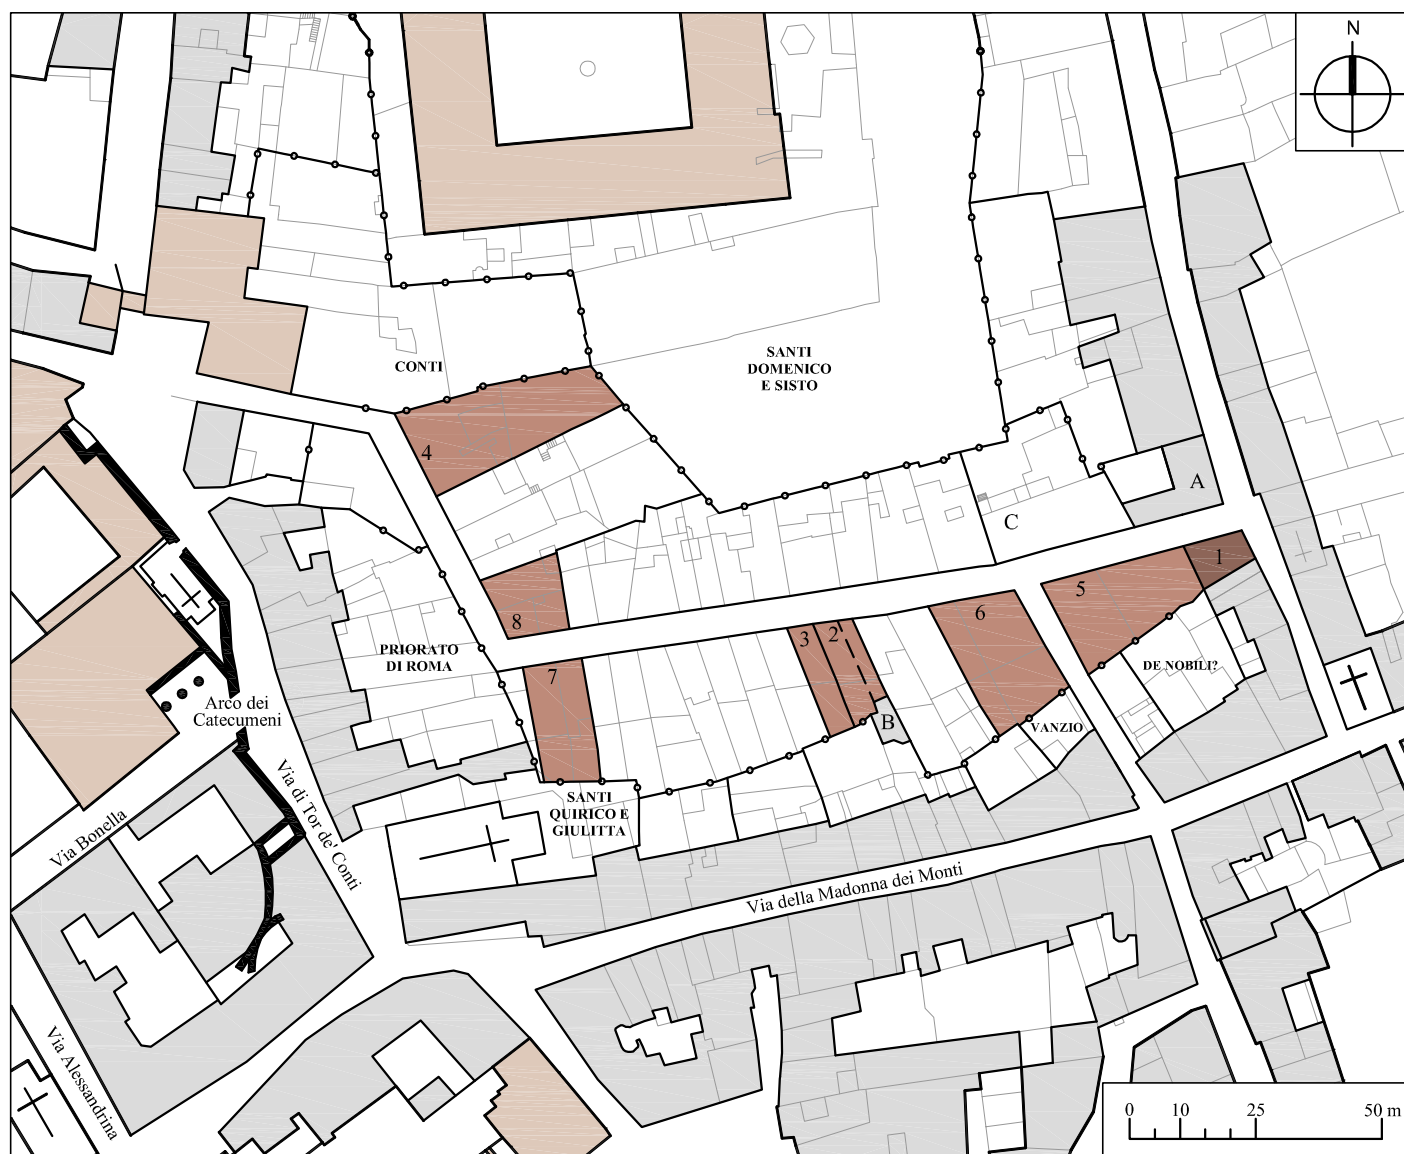 N
SANTI
DOMENICO
E SISTO
CONTI
4
A
C
1
5
8
6
3
2
PRIORATO
DI ROMA
7
DE NOBILI?
Arco dei
Catecumeni
B
VANZIO
SANTI
QUIRICO E
GIULITTA
Via di Tor de' Conti
Via Bonella
Via della Madonna dei Monti
Via Alessandrina
0 10 25 50 m